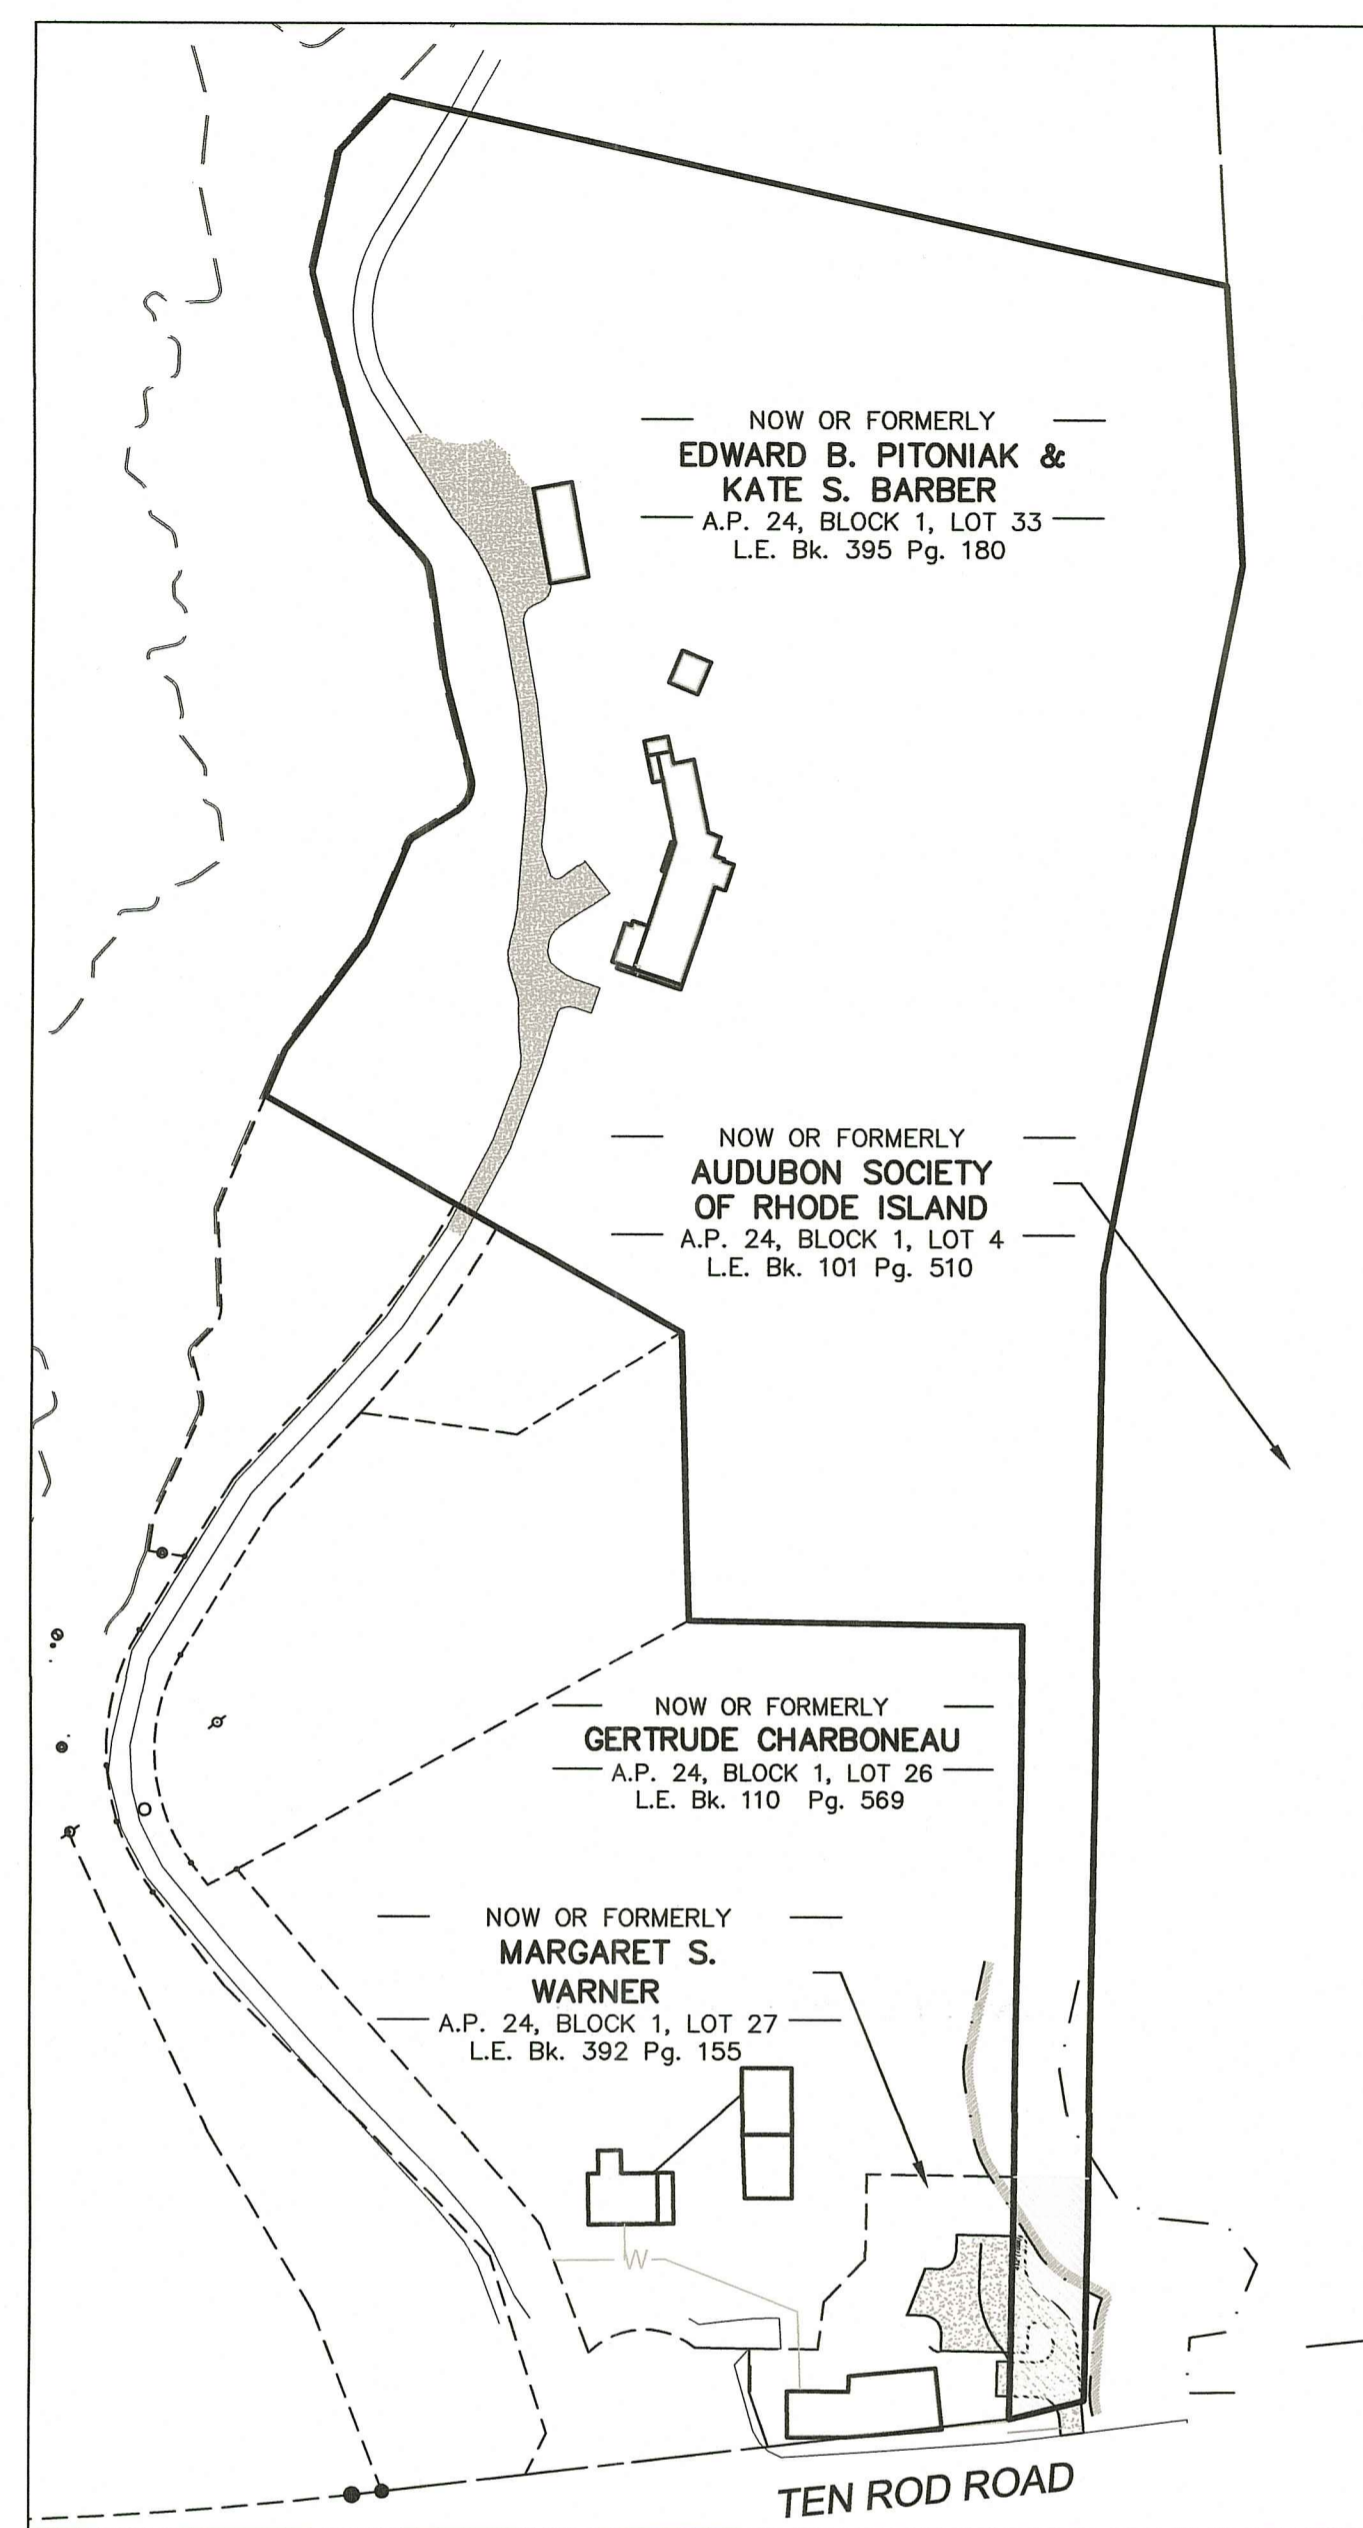 NOW OR FORMERLY
EDWARD B. PITONIAK &
KATE S. BARBER
A.P. 24, BLOCK 1, LOT 33
L.E. Bk. 395 Pg. 180
NOW OR FORMERLY
AUDUBON SOCIETY
OF RHODE ISLAND
A.P. 24, BLOCK 1, LOT 4
L.E. Bk. 101 Pg. 510
NOW OR FORMERLY
GERTRUDE CHARBONEAU
A.P. 24, BLOCK 1, LOT 26
L.E. Bk. 110 Pg. 569
NOW OR FORMERLY
MARGARET S.
WARNER
A.P. 24, BLOCK 1, LOT 27
L.E. Bk. 392 Pg. 155
W
TEN ROD ROAD